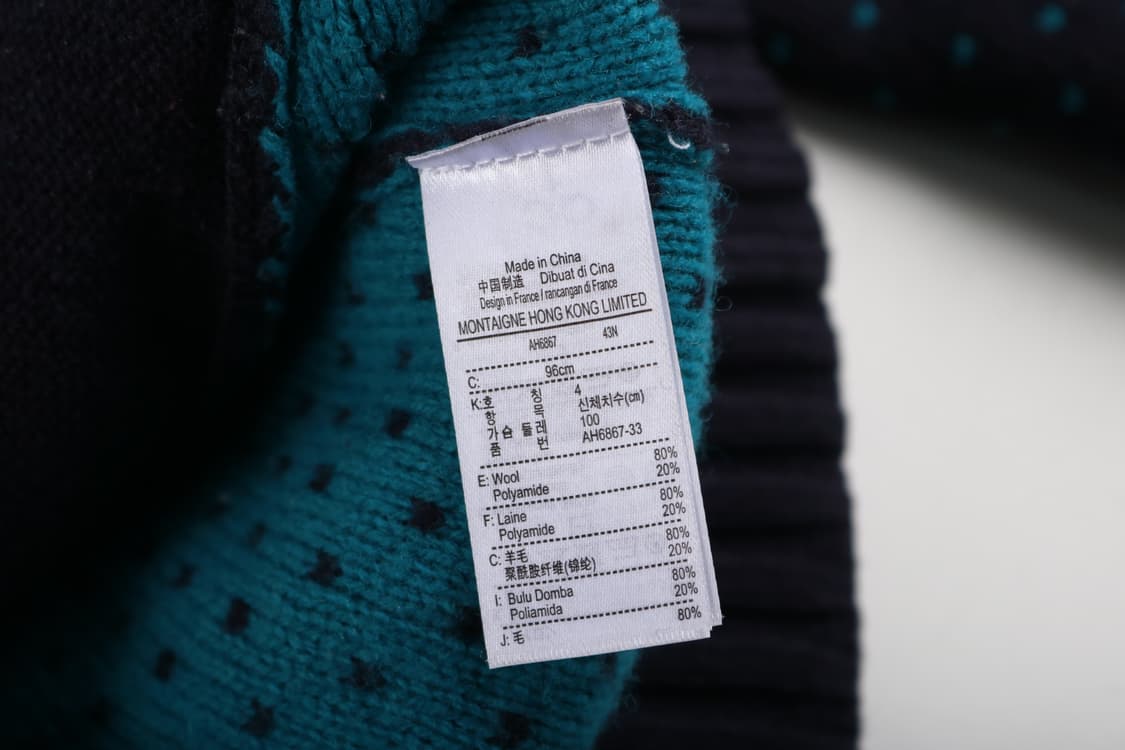 Made in China
中国制造 Dibuat di Cina
Design in France / rancangan di France
MONTAIGNE HONG KONG LIMITED
AH6867 43N
C: 96cm
K:호 칭 4
항 목 신체치수(cm)
가슴 둘레 100
품 번 AH6867-33
E: Wool 80%
Polyamide 20%
F: Laine 80%
Polyamide 20%
C: 羊毛 80%
聚酰胺纤维(锦纶) 20%
I: Bulu Domba 80%
Poliamida 20%
J: 毛 80%